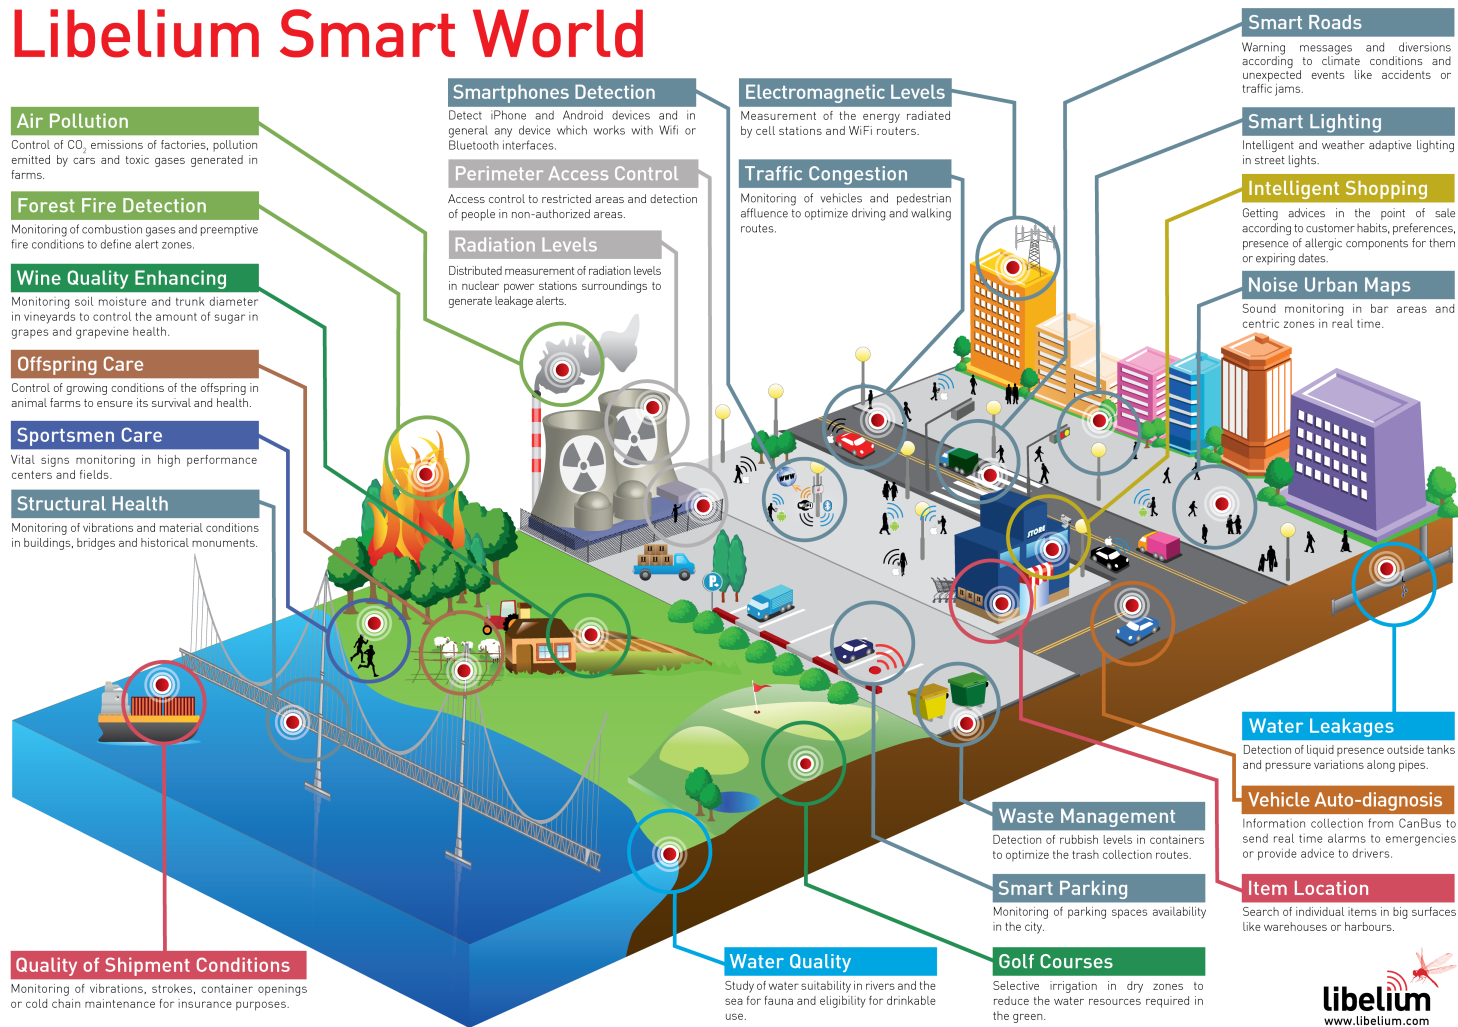 Libelium Smart World
Air Pollution
Control of CO2 emissions of factories, pollution
emitted by cars and toxic gases generated in
farms.
Forest Fire Detection
Monitoring of combustion gases and preemptive
fire conditions to define alert zones.
Wine Quality Enhancing
Monitoring soil moisture and trunk diameter
in vineyards to control the amount of sugar in
grapes and grapevine health.
Offspring Care
Control of growing conditions of the offspring in
animal farms to ensure its survival and health.
Sportsmen Care
Vital signs monitoring in high performance
centers and fields.
Structural Health
Monitoring of vibrations and material conditions
in buildings, bridges and historical monuments.
Quality of Shipment Conditions
Monitoring of vibrations, strokes, container openings
or cold chain maintenance for insurance purposes.
Smartphones Detection
Detect iPhone and Android devices and in
general any device which works with Wifi or
Bluetooth interfaces.
Perimeter Access Control
Access control to restricted areas and detection
of people in non-authorized areas.
Radiation Levels
Distributed measurement of radiation levels
in nuclear power stations surroundings to
generate leakage alerts.
Electromagnetic Levels
Measurement of the energy radiated
by cell stations and WiFi routers.
Traffic Congestion
Monitoring of vehicles and pedestrian
affluence to optimize driving and walking
routes.
Smart Roads
Warning messages and diversions
according to climate conditions and
unexpected events like accidents or
traffic jams.
Smart Lighting
Intelligent and weather adaptive lighting
in street lights.
Intelligent Shopping
Getting advices in the point of sale
according to customer habits, preferences,
presence of allergic components for them
or expiring dates.
Noise Urban Maps
Sound monitoring in bar areas and
centric zones in real time.
STORE
P
Water Leakages
Detection of liquid presence outside tanks
and pressure variations along pipes.
Vehicle Auto-diagnosis
Information collection from CanBus to
send real time alarms to emergencies
or provide advice to drivers.
Item Location
Search of individual items in big surfaces
like warehouses or harbours.
Waste Management
Detection of rubbish levels in containers
to optimize the trash collection routes.
Smart Parking
Monitoring of parking spaces availability
in the city.
Golf Courses
Selective irrigation in dry zones to
reduce the water resources required in
the green.
Water Quality
Study of water suitability in rivers and the
sea for fauna and eligibility for drinkable
use.
libelium
www.libelium.com